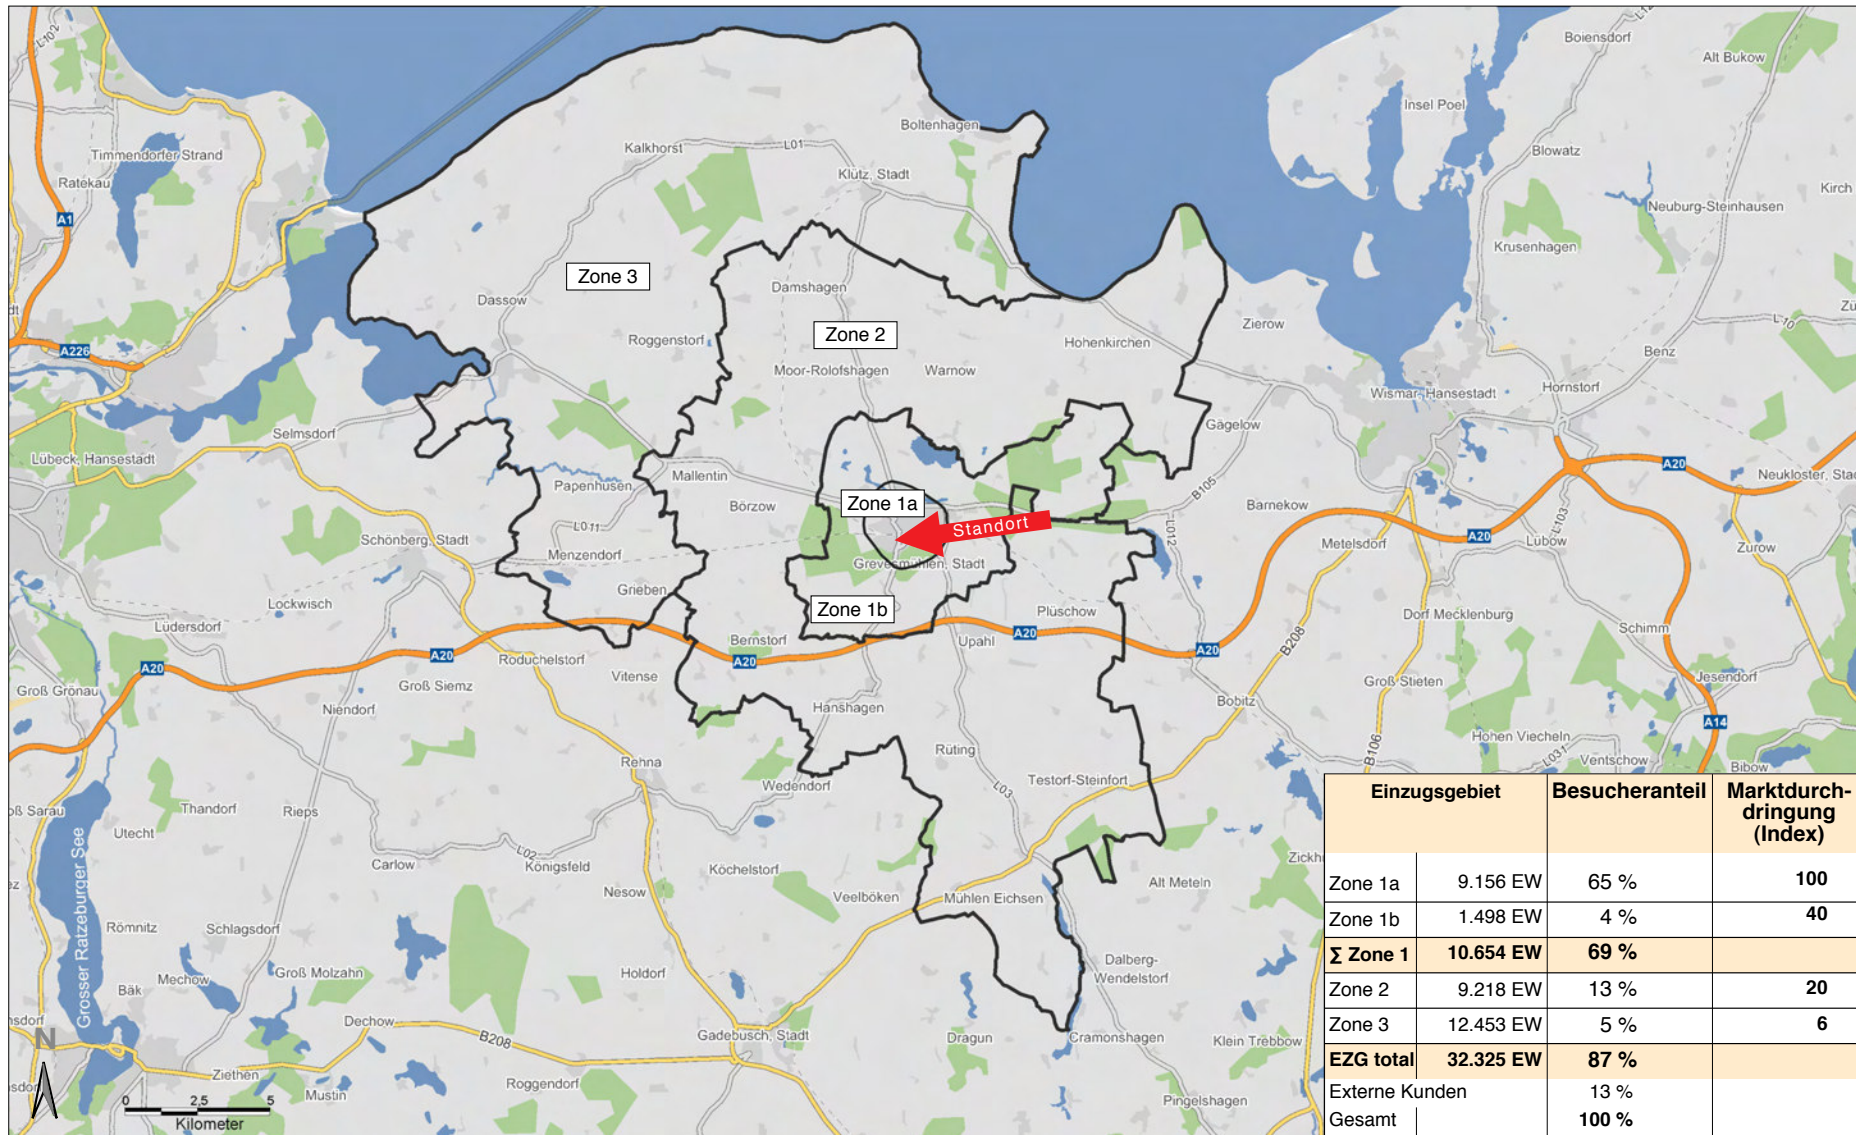 L102
Timmendorfer Strand
Ratekau
A1
A226
Lübeck, Hansestadt
Selmsdorf
Schönberg, Stadt
Lockwisch
Lüdersdorf
A20
A20
Groß Grönau
Niendorf
Groß Siemz
Roduchelstorf
Vitense
Grosser Ratzeburger See
Utecht
Thandorf
Rieps
Carlow
L02
Königsfeld
Nesow
Rehna
Römnitz
Schlagsdorf
Mechow
Bäk
Groß Molzahn
Holdorf
Dechow
B208
Ziethen
Mustin
Roggendorf
Gadebusch, Stadt
N
0 2,5 5
Kilometer
Kalkhorst
L01
Boltenhagen
Klütz, Stadt
Zone 3
Dassow
Roggenstorf
Damshagen
Zone 2
Moor-Rolofshagen
Warnow
Hohenkirchen
Zierow
Gägelow
Mallentin
Papenhusen
L011
Menzendorf
Grieben
Börzow
Zone 1a
Standort
Grevesmühlen, Stadt
Zone 1b
Plüschow
Bernstorf
A20
Upahl
A20
A20
Hanshagen
Rüting
L03
Testorf-Steinfort
Wedendorf
Köchelstorf
Veelböken
Mühlen Eichsen
Alt Meteln
Dalberg-
Wendelstorf
Dragun
Cramonshagen
Klein Trebbow
Pingelshagen
Boiensdorf
Alt Bukow
Insel Poel
Blowatz
Kirch
Neuburg-Steinhausen
Krusenhagen
Benz
Hornstorf
Wismar, Hansestadt
B105
Barnekow
L012
A20
A20
Neukloster, Stad
L103
Lübow
Zurow
Metelsdorf
Dorf Mecklenburg
Schimm
B208
Groß Stieten
Jesendorf
Bobitz
A14
B106
Hohen Viecheln
L031
Ventschow
Bibow
Einzugsgebiet Besucheranteil Marktdurch-
dringung
(Index)
Zone 1a 9.156 EW 65 % 100
Zone 1b 1.498 EW 4 % 40
Σ Zone 1 10.654 EW 69 %
Zone 2 9.218 EW 13 % 20
Zone 3 12.453 EW 5 % 6
EZG total 32.325 EW 87 %
Externe Kunden 13 %
Gesamt 100 %